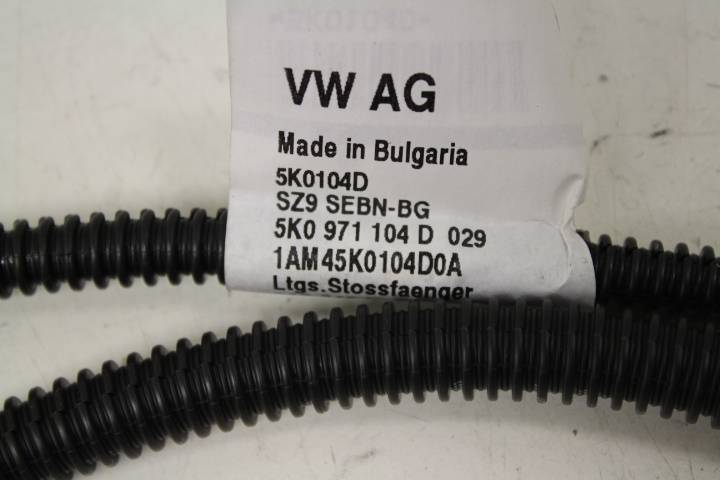 VW AG
Made in Bulgaria
5K0104D
SZ9 SEBN-BG
5K0 971 104 D 029
1AM45K0104D0A
Ltgs.Stossfaenger